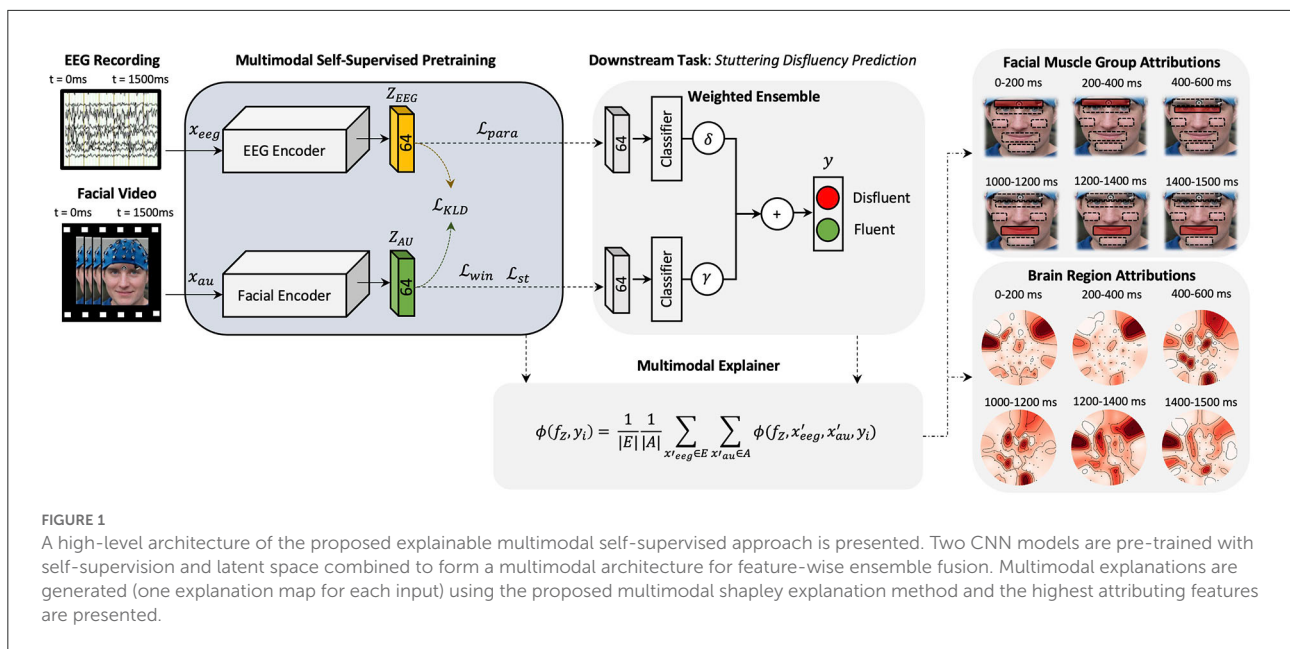 EEG Recording
t = 0ms t = 1500ms
Multimodal Self-Supervised Pretraining
x_eeg
EEG Encoder
Z_EEG
64
ℒ_para
ℒ_KLD
Facial Video
t = 0ms t = 1500ms
x_au
Facial Encoder
Z_AU
64
ℒ_win ℒ_st
Downstream Task: Stuttering Disfluency Prediction
Weighted Ensemble
64
Classifier
δ
64
Classifier
γ
+
y
Disfluent
Fluent
Multimodal Explainer
ϕ(f_Z, y_i) = 1/|E| 1/|A| ∑_{x′_eeg∈E} ∑_{x′_au∈A} ϕ(f_Z, x′_eeg, x′_au, y_i)
Facial Muscle Group Attributions
0-200 ms 200-400 ms 400-600 ms
1000-1200 ms 1200-1400 ms 1400-1500 ms
Brain Region Attributions
0-200 ms 200-400 ms 400-600 ms
1000-1200 ms 1200-1400 ms 1400-1500 ms
FIGURE 1
A high-level architecture of the proposed explainable multimodal self-supervised approach is presented. Two CNN models are pre-trained with
self-supervision and latent space combined to form a multimodal architecture for feature-wise ensemble fusion. Multimodal explanations are
generated (one explanation map for each input) using the proposed multimodal shapley explanation method and the highest attributing features
are presented.